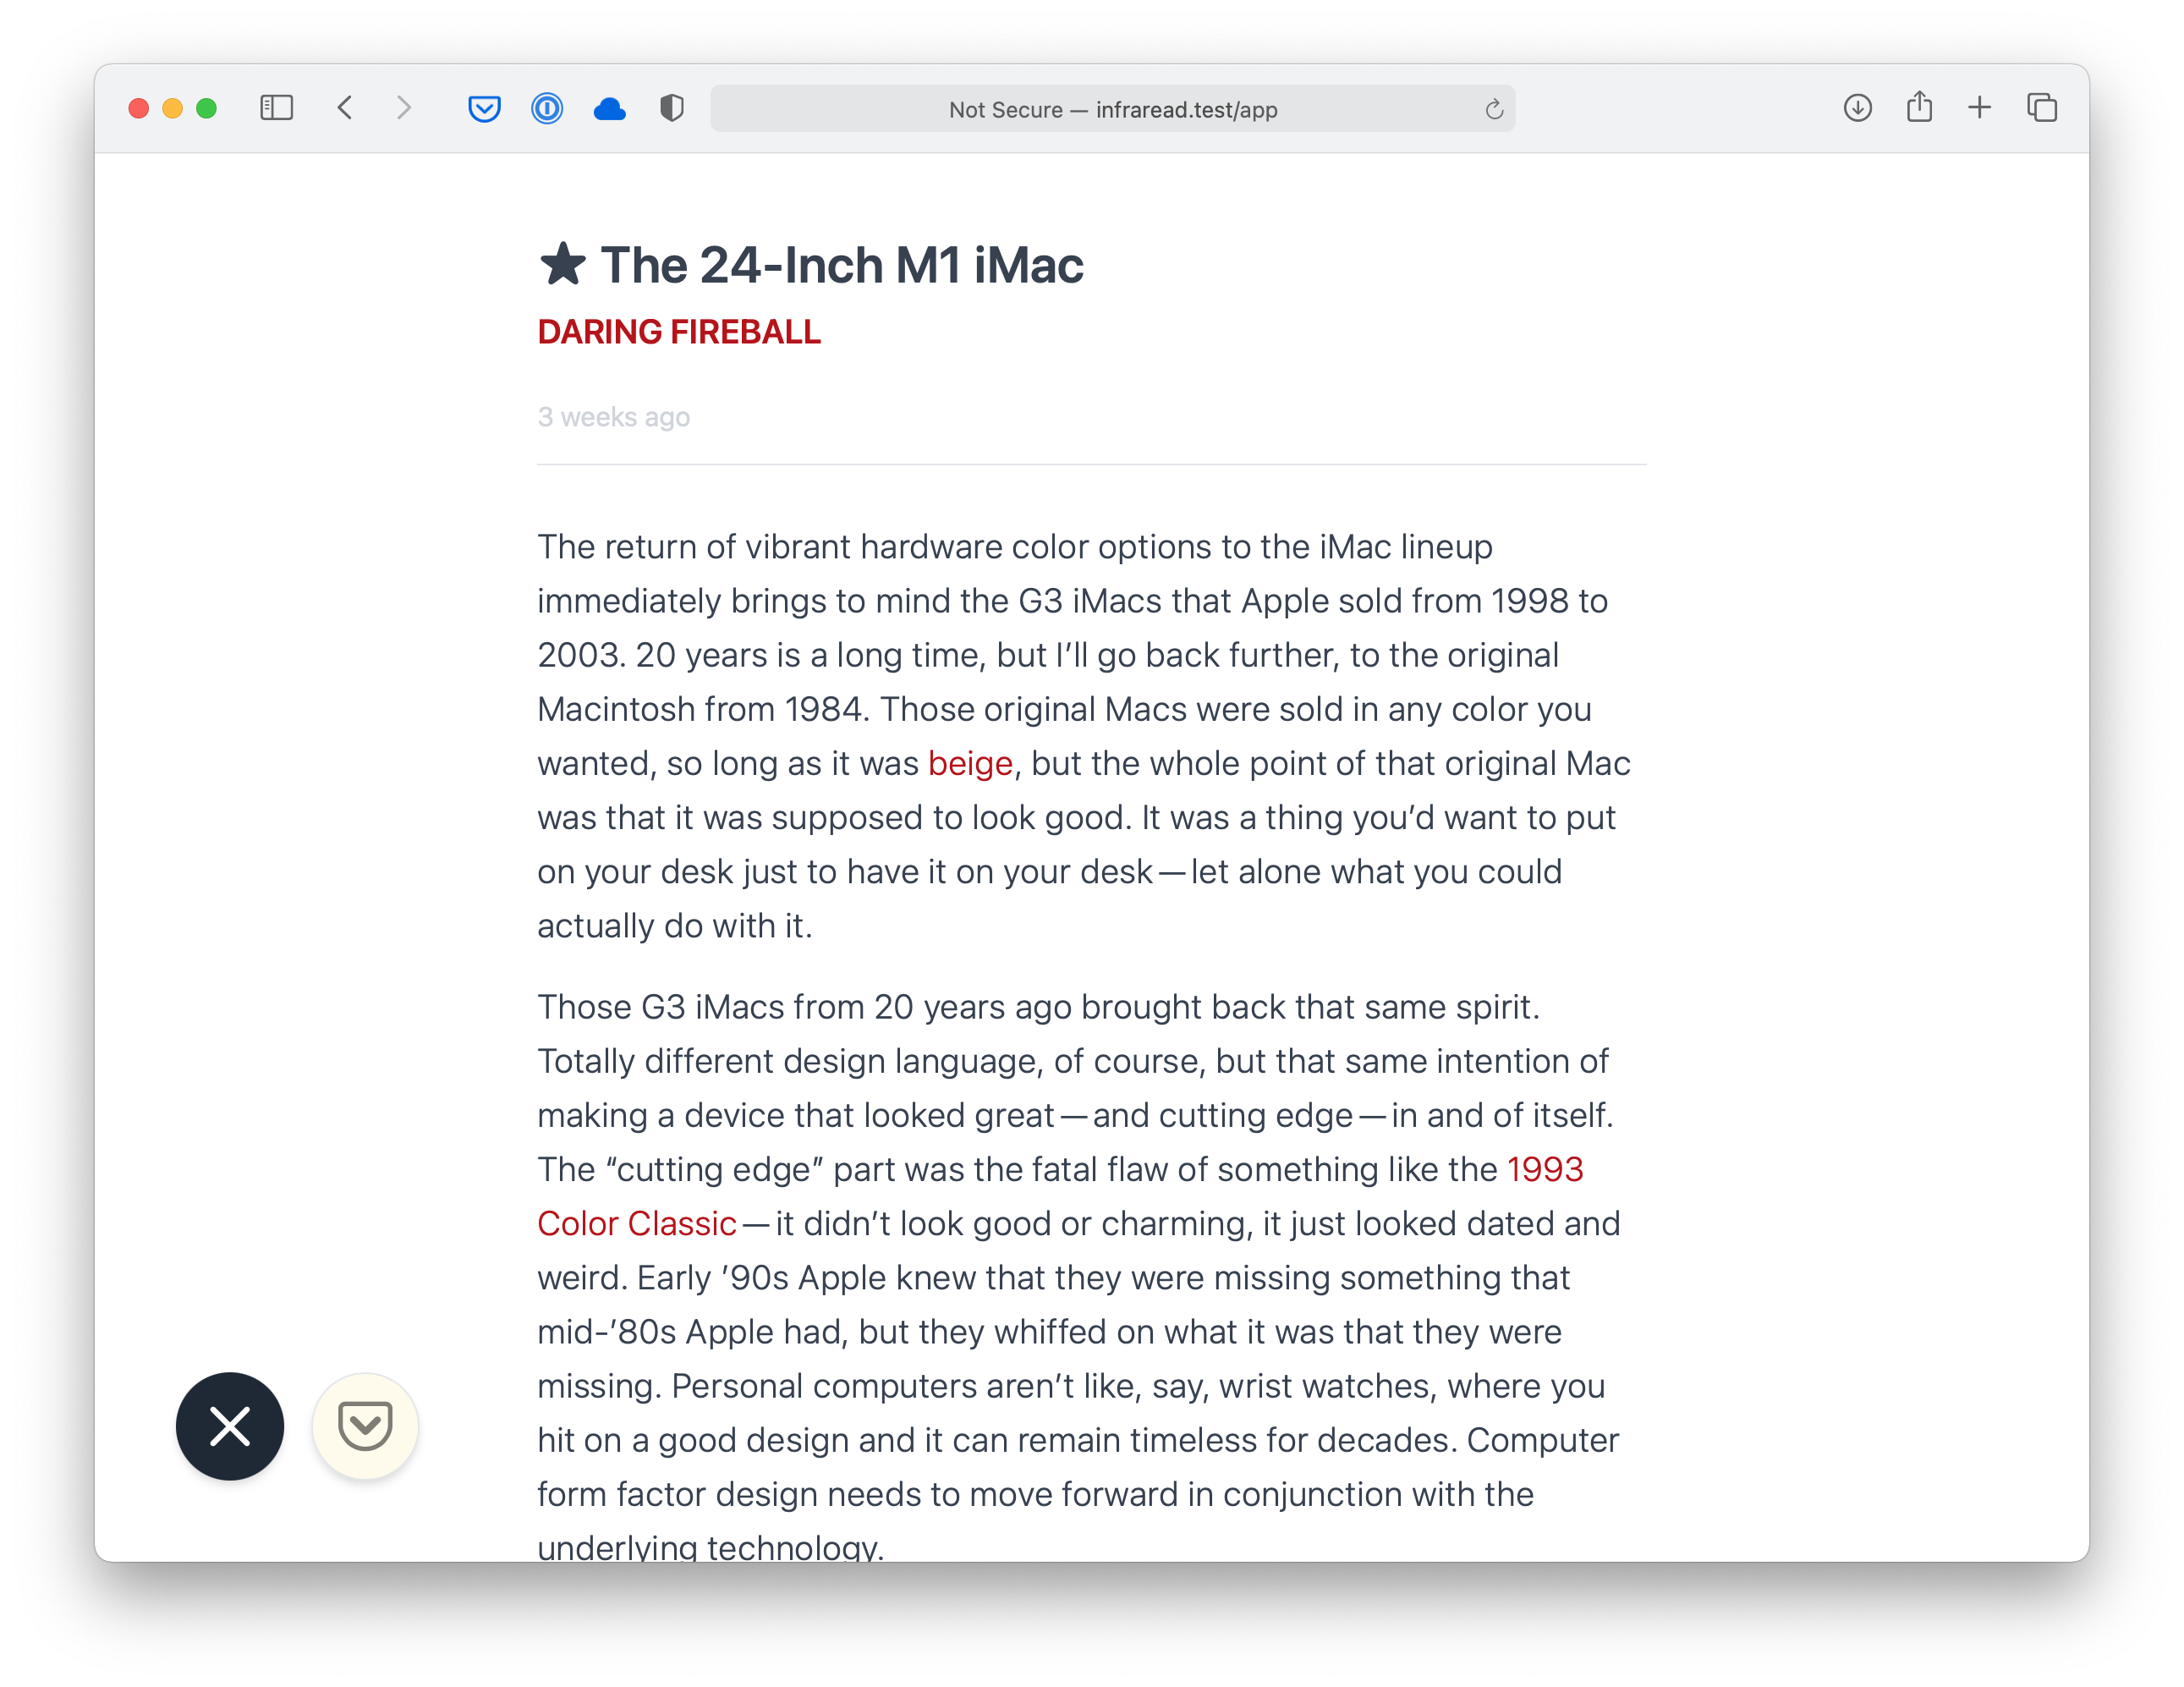 Not Secure — infraread.test/app
★ The 24-Inch M1 iMac
DARING FIREBALL
3 weeks ago
The return of vibrant hardware color options to the iMac lineup
immediately brings to mind the G3 iMacs that Apple sold from 1998 to
2003. 20 years is a long time, but I’ll go back further, to the original
Macintosh from 1984. Those original Macs were sold in any color you
wanted, so long as it was beige, but the whole point of that original Mac
was that it was supposed to look good. It was a thing you’d want to put
on your desk just to have it on your desk — let alone what you could
actually do with it.
Those G3 iMacs from 20 years ago brought back that same spirit.
Totally different design language, of course, but that same intention of
making a device that looked great — and cutting edge — in and of itself.
The “cutting edge” part was the fatal flaw of something like the 1993
Color Classic — it didn’t look good or charming, it just looked dated and
weird. Early ’90s Apple knew that they were missing something that
mid-’80s Apple had, but they whiffed on what it was that they were
missing. Personal computers aren’t like, say, wrist watches, where you
hit on a good design and it can remain timeless for decades. Computer
form factor design needs to move forward in conjunction with the
underlying technology.